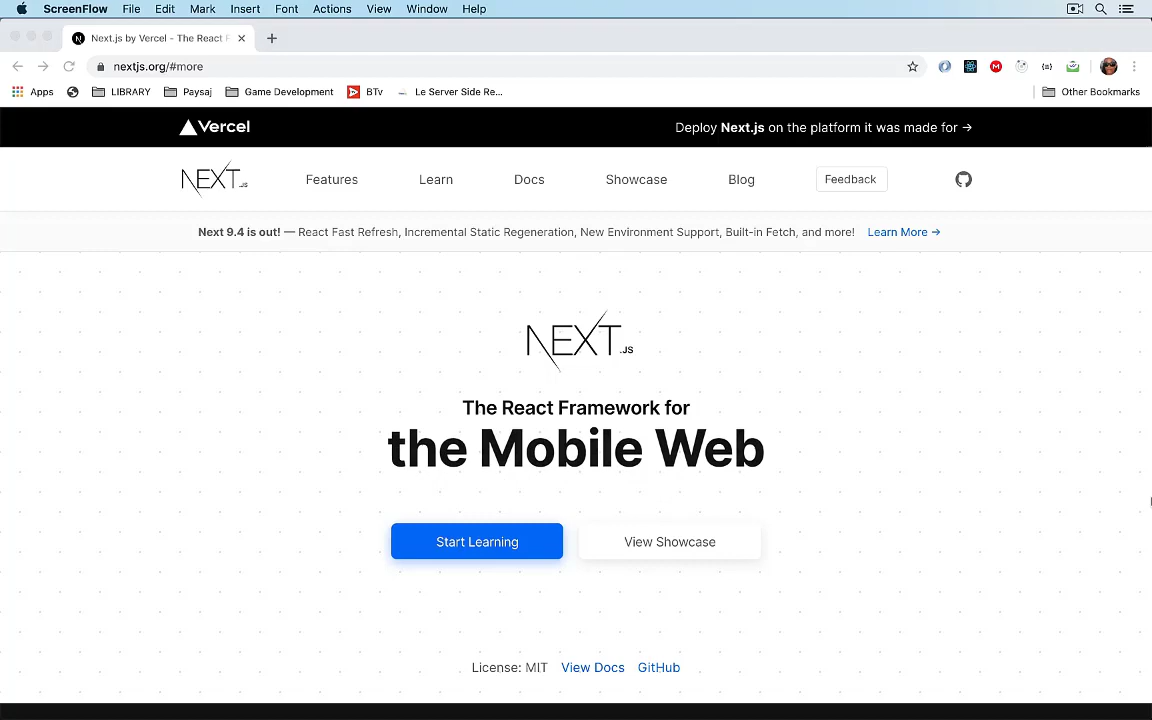 ScreenFlow File Edit Mark Insert Font Actions View Window Help
Next.js by Vercel - The React F
nextjs.org/#more
Apps LIBRARY Paysaj Game Development BTv Le Server Side Re... Other Bookmarks
Vercel Deploy Next.js on the platform it was made for →
NEXT.JS Features Learn Docs Showcase Blog Feedback
Next 9.4 is out! — React Fast Refresh, Incremental Static Regeneration, New Environment Support, Built-in Fetch, and more! Learn More →
NEXT.JS
The React Framework for
the Mobile Web
Start Learning View Showcase
License: MIT View Docs GitHub